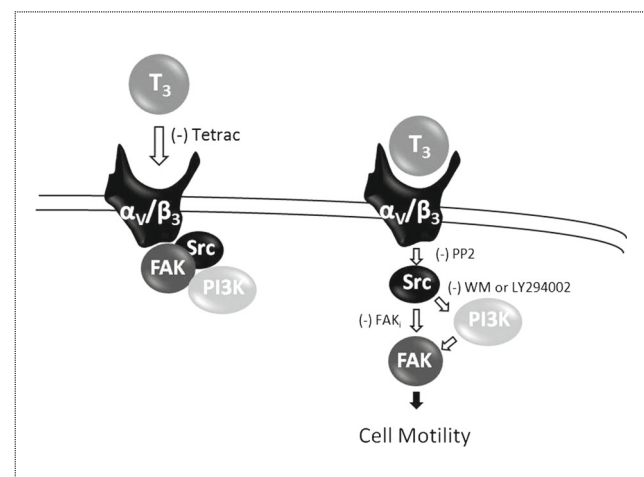 T₃
(-) Tetrac
αV/β₃
Src
FAK
PI3K
T₃
αV/β₃
(-) PP2
Src
(-) WM or LY294002
(-) FAKᵢ
PI3K
FAK
Cell Motility